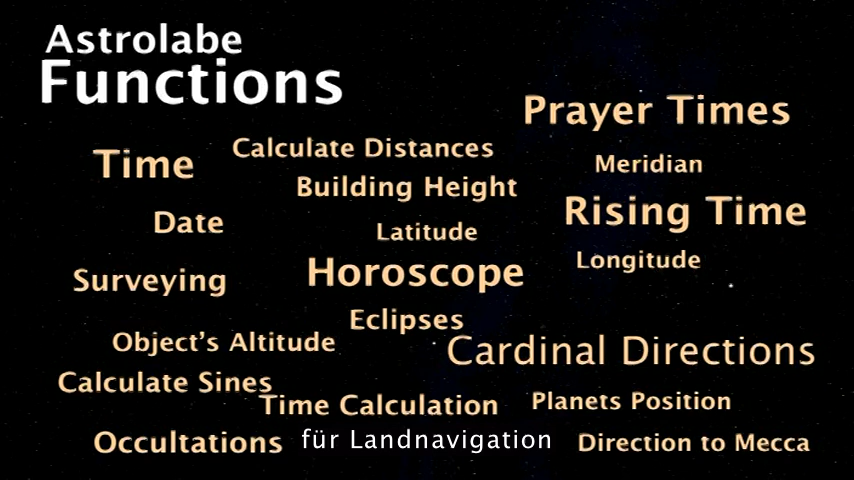 Astrolabe
Functions
Prayer Times
Time
Calculate Distances
Meridian
Building Height
Date
Latitude
Rising Time
Surveying
Horoscope
Longitude
Eclipses
Object's Altitude
Cardinal Directions
Calculate Sines
Time Calculation
Planets Position
Occultations
für Landnavigation
Direction to Mecca